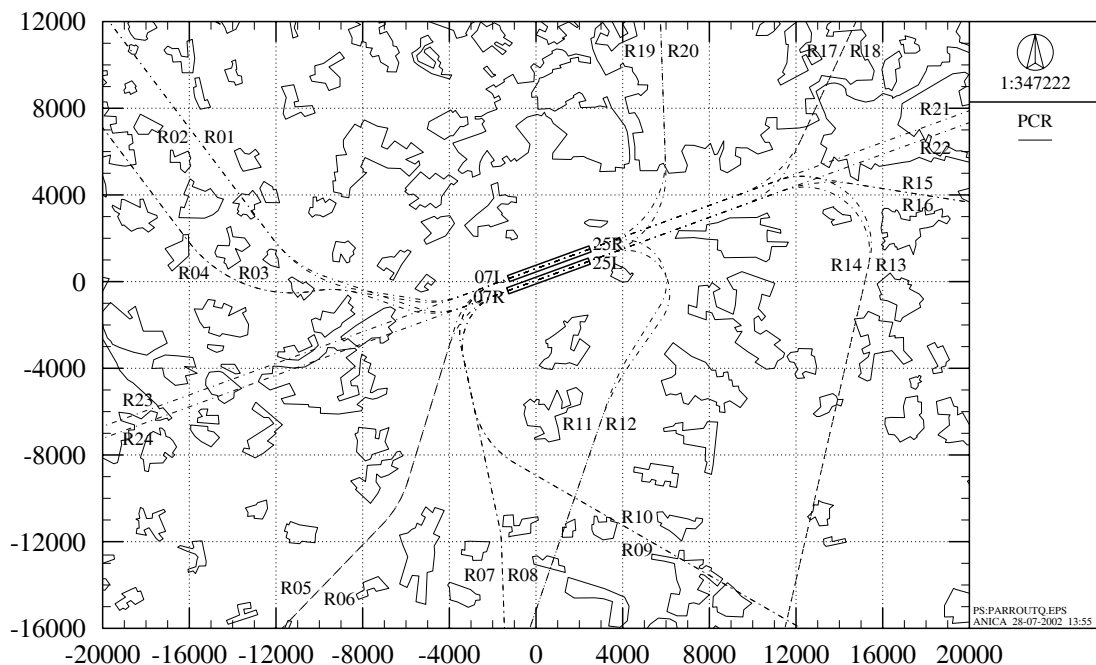 12000
8000
4000
0
-4000
-8000
-12000
-16000
-20000 -16000 -12000 -8000 -4000 0 4000 8000 12000 16000 20000
R19 R20
R17 R18
R21
R22
R02 R01
R15
R16
R04 R03
R14 R13
07L
07R
25R
25L
R23
R24
R11 R12
R10
R09
R05
R06
R07 R08
1:347222
PCR
PS:PARROUTQ.EPS
ANICA 28-07-2002 13:55